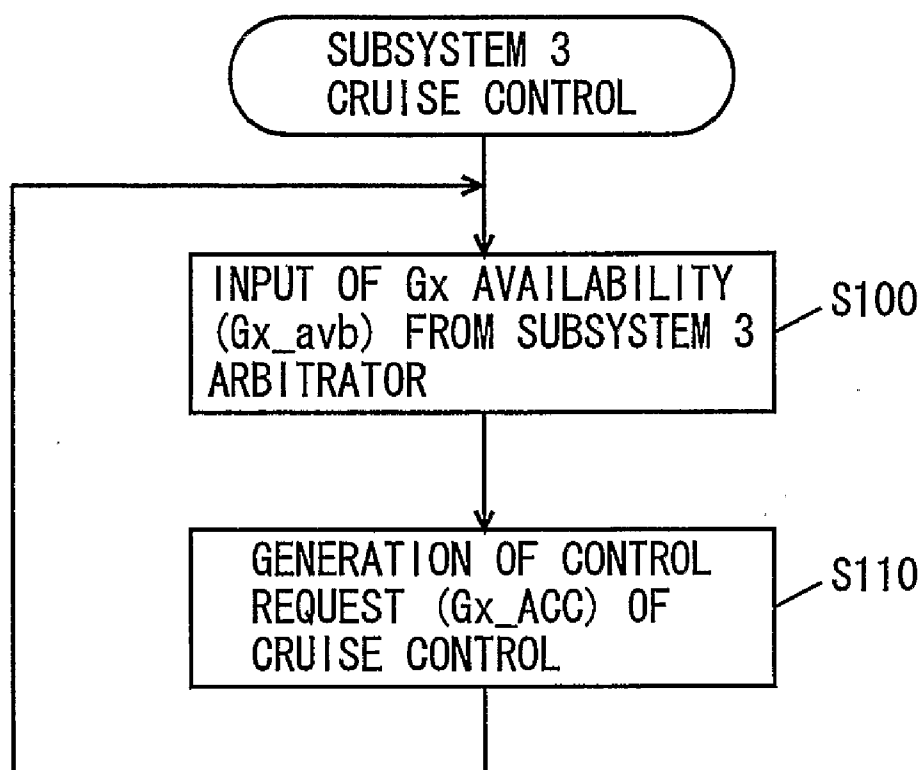 SUBSYSTEM 3
CRUISE CONTROL
INPUT OF Gx AVAILABILITY
(Gx_avb) FROM SUBSYSTEM 3
ARBITRATOR
S100
GENERATION OF CONTROL
REQUEST (Gx_ACC) OF
CRUISE CONTROL
S110